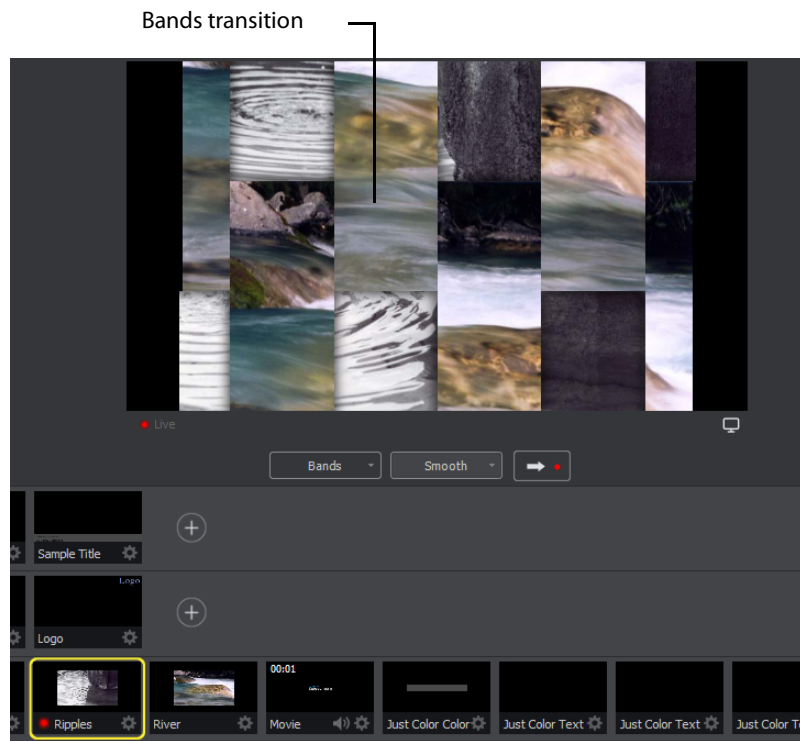 Bands transition
Live
Bands
Smooth
Sample Title
Logo
Logo
00:01
Ripples
River
Movie
Just Color Color
Just Color Text
Just Color Text
Just Color